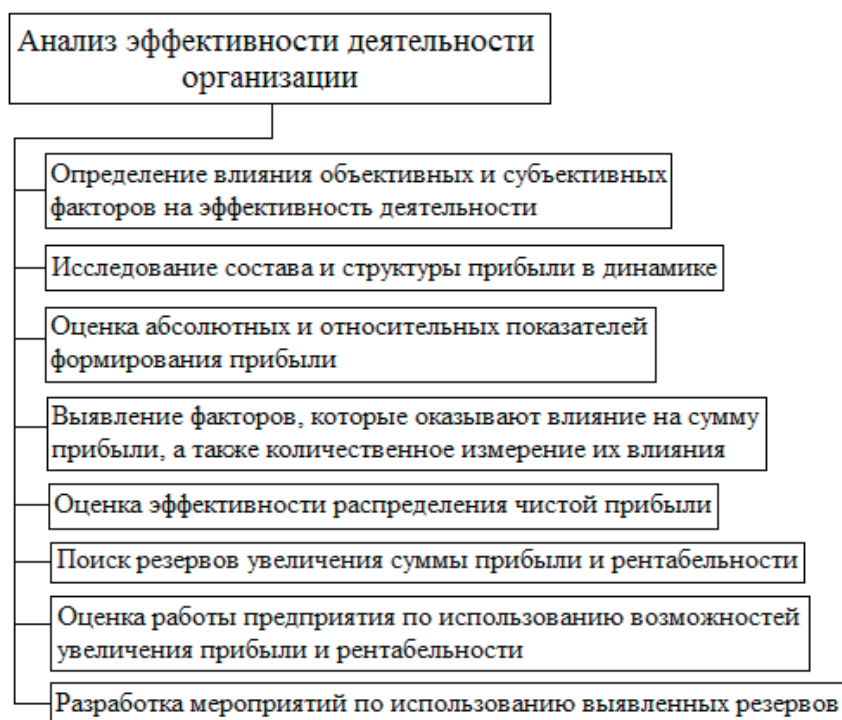 Анализ эффективности деятельности
организации
Определение влияния объективных и субъективных
факторов на эффективность деятельности
Исследование состава и структуры прибыли в динамике
Оценка абсолютных и относительных показателей
формирования прибыли
Выявление факторов, которые оказывают влияние на сумму
прибыли, а также количественное измерение их влияния
Оценка эффективности распределения чистой прибыли
Поиск резервов увеличения суммы прибыли и рентабельности
Оценка работы предприятия по использованию возможностей
увеличения прибыли и рентабельности
Разработка мероприятий по использованию выявленных резервов